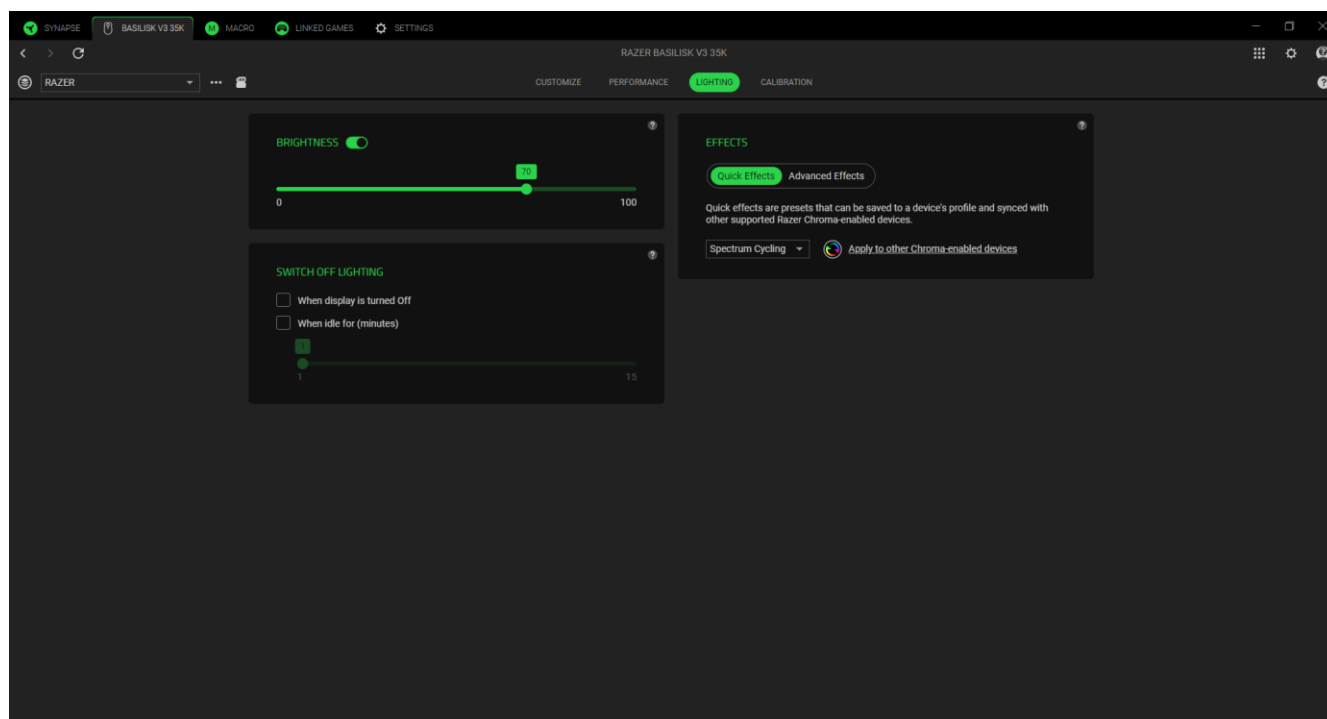 SYNAPSE BASILISK V3 35K M MACRO LINKED GAMES SETTINGS
RAZER BASILISK V3 35K
RAZER CUSTOMIZE PERFORMANCE LIGHTING CALIBRATION ?
BRIGHTNESS ?
70
0 100
SWITCH OFF LIGHTING ?
When display is turned Off
When idle for (minutes)
1
1 15
EFFECTS ?
Quick Effects Advanced Effects
Quick effects are presets that can be saved to a device's profile and synced with
other supported Razer Chroma-enabled devices.
Spectrum Cycling Apply to other Chroma-enabled devices